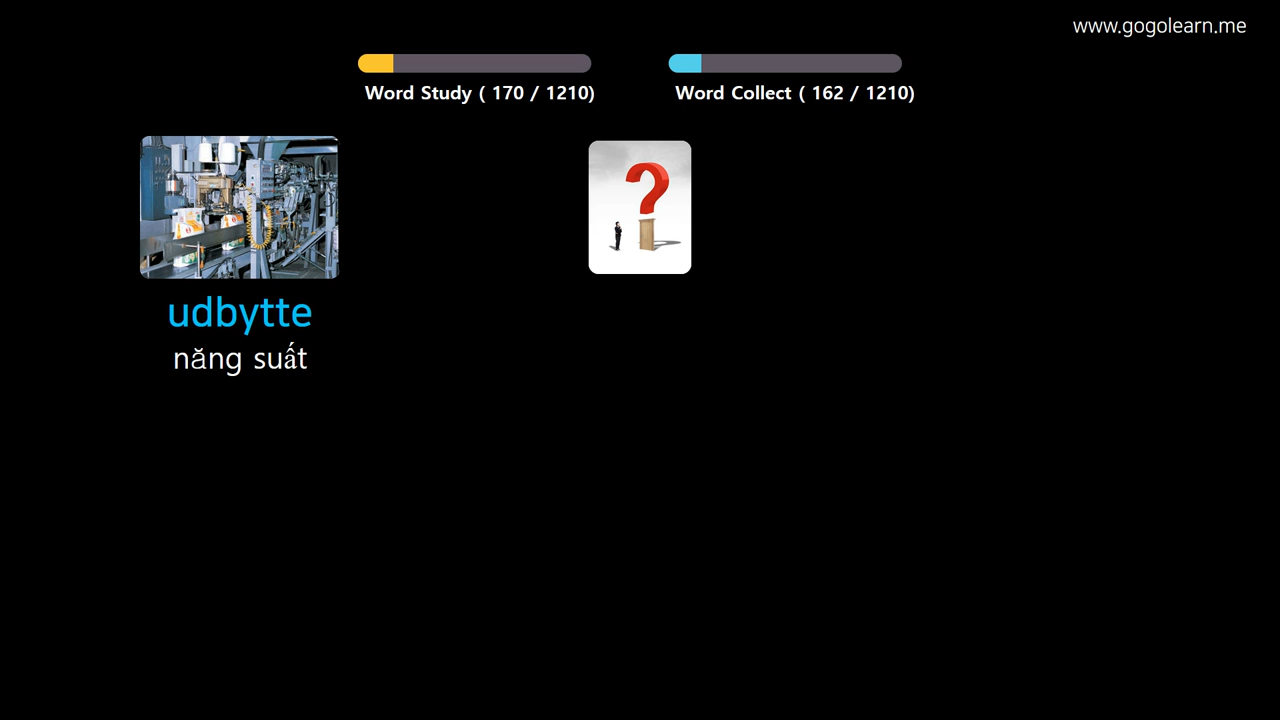 www.gogolearn.me
Word Study ( 170 / 1210)
Word Collect ( 162 / 1210)
udbytte
năng suất